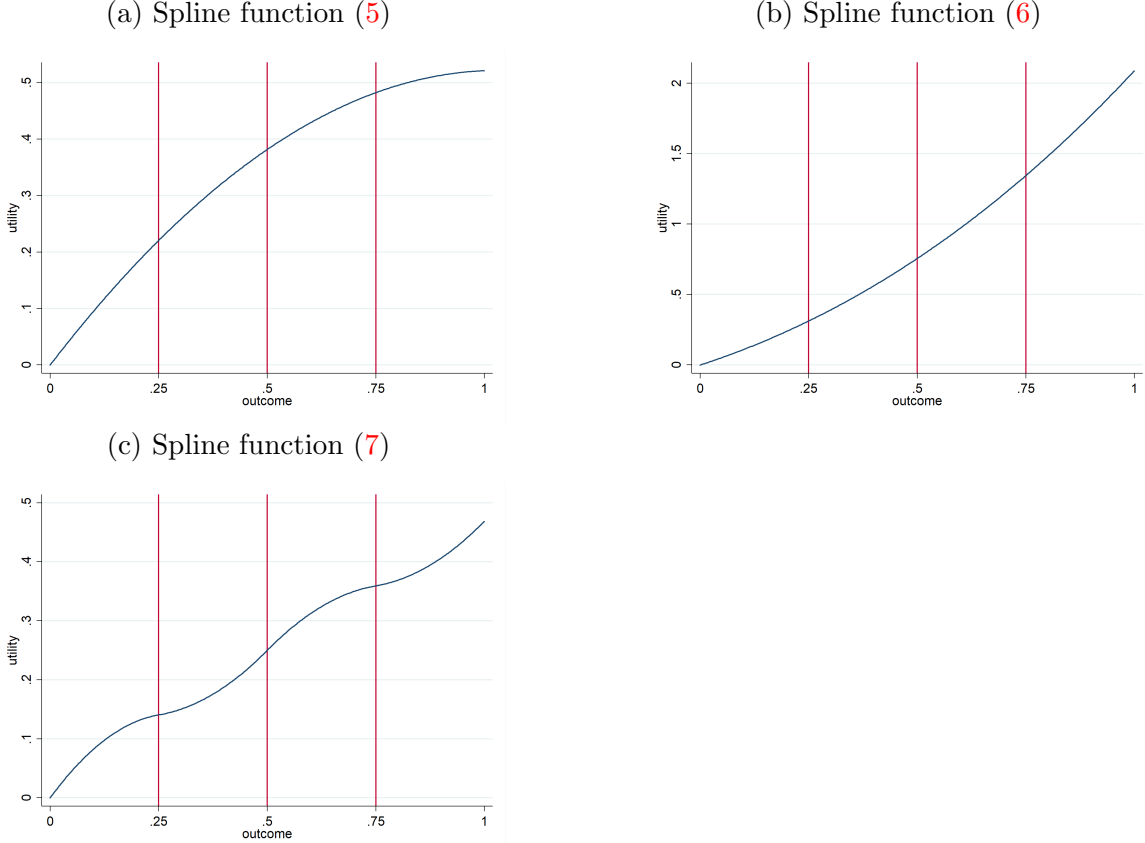 (a) Spline function (5)
.5
.4
.3
.2
.1
0
utility
0 .25 .5 .75 1
outcome
(b) Spline function (6)
2
1.5
1
.5
0
utility
0 .25 .5 .75 1
outcome
(c) Spline function (7)
.5
.4
.3
.2
.1
0
utility
0 .25 .5 .75 1
outcome